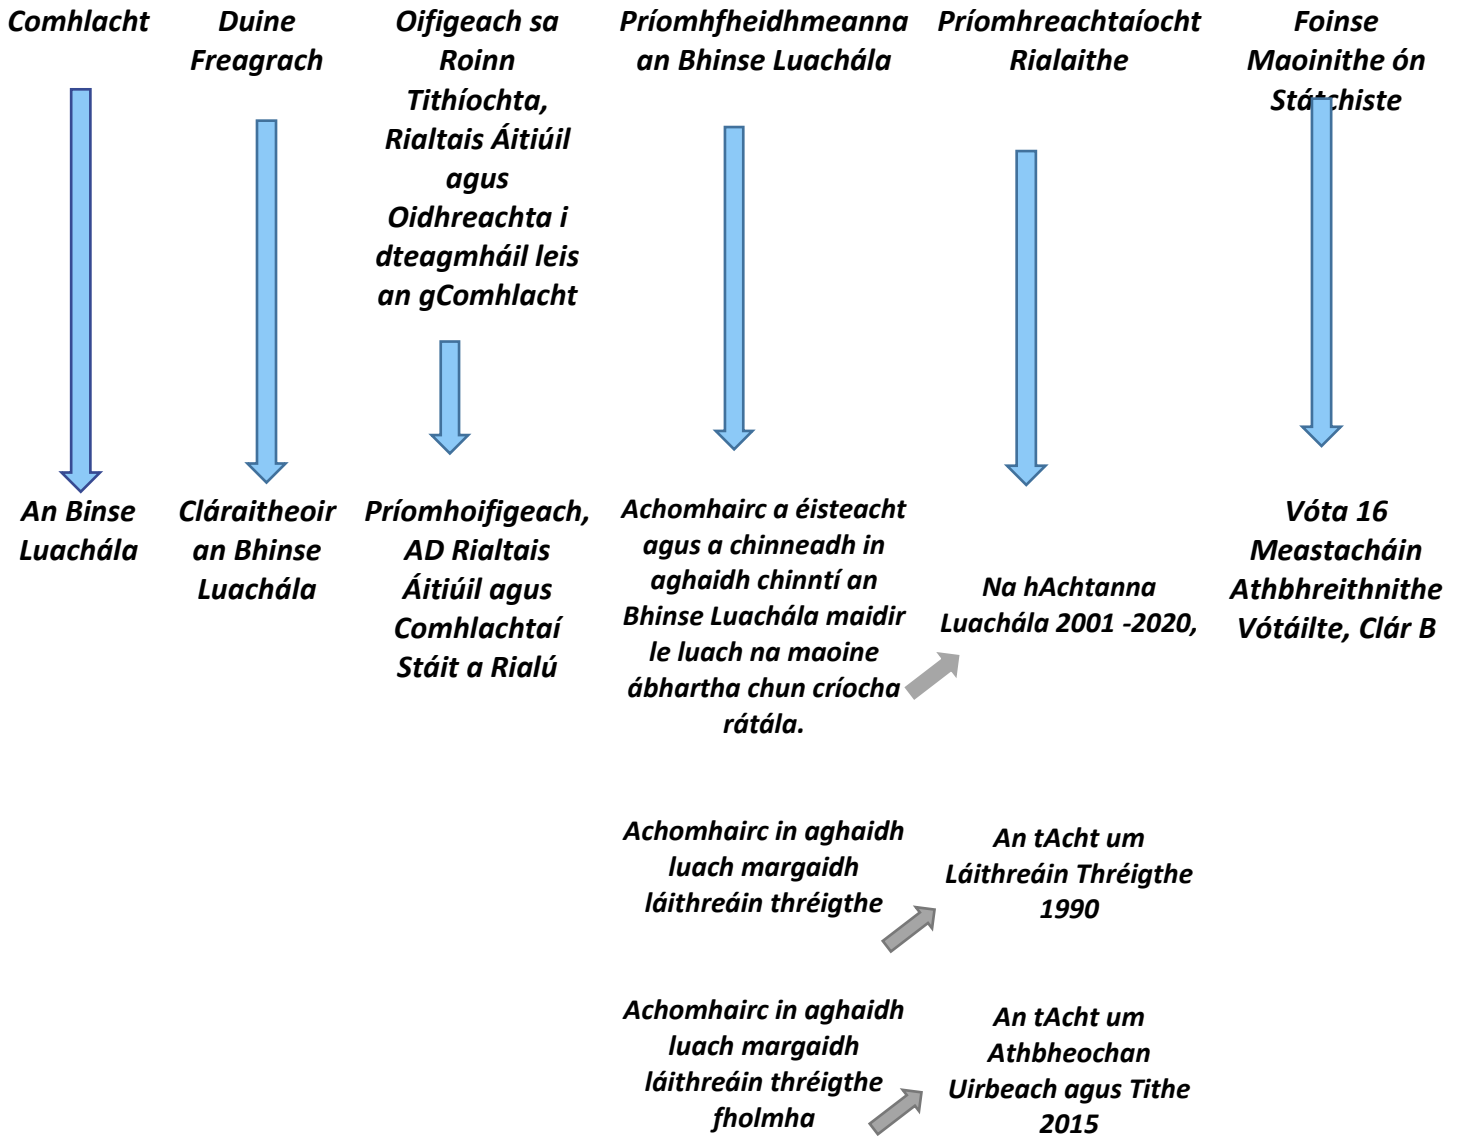 Comhlacht
Duine
Freagrach
Oifigeach sa
Roinn
Tithíochta,
Rialtais Áitiúil
agus
Oidhreachta i
dteagmháil leis
an gComhlacht
Príomhfheidhmeanna
an Bhinse Luachála
Príomhreachtaíocht
Rialaithe
Foinse
Maoinithe ón
Státchiste
An Binse
Luachála
Cláraitheoir
an Bhinse
Luachála
Príomhoifigeach,
AD Rialtais
Áitiúil agus
Comhlachtaí
Stáit a Rialú
Achomhairc a éisteacht
agus a chinneadh in
aghaidh chinntí an
Bhinse Luachála maidir
le luach na maoine
ábhartha chun críocha
rátála.
Na hAchtanna
Luachála 2001 -2020,
Vóta 16
Meastacháin
Athbhreithnithe
Vótáilte, Clár B
Achomhairc in aghaidh
luach margaidh
láithreáin thréigthe
An tAcht um
Láithreáin Thréigthe
1990
Achomhairc in aghaidh
luach margaidh
láithreáin thréigthe
fholmha
An tAcht um
Athbheochan
Uirbeach agus Tithe
2015